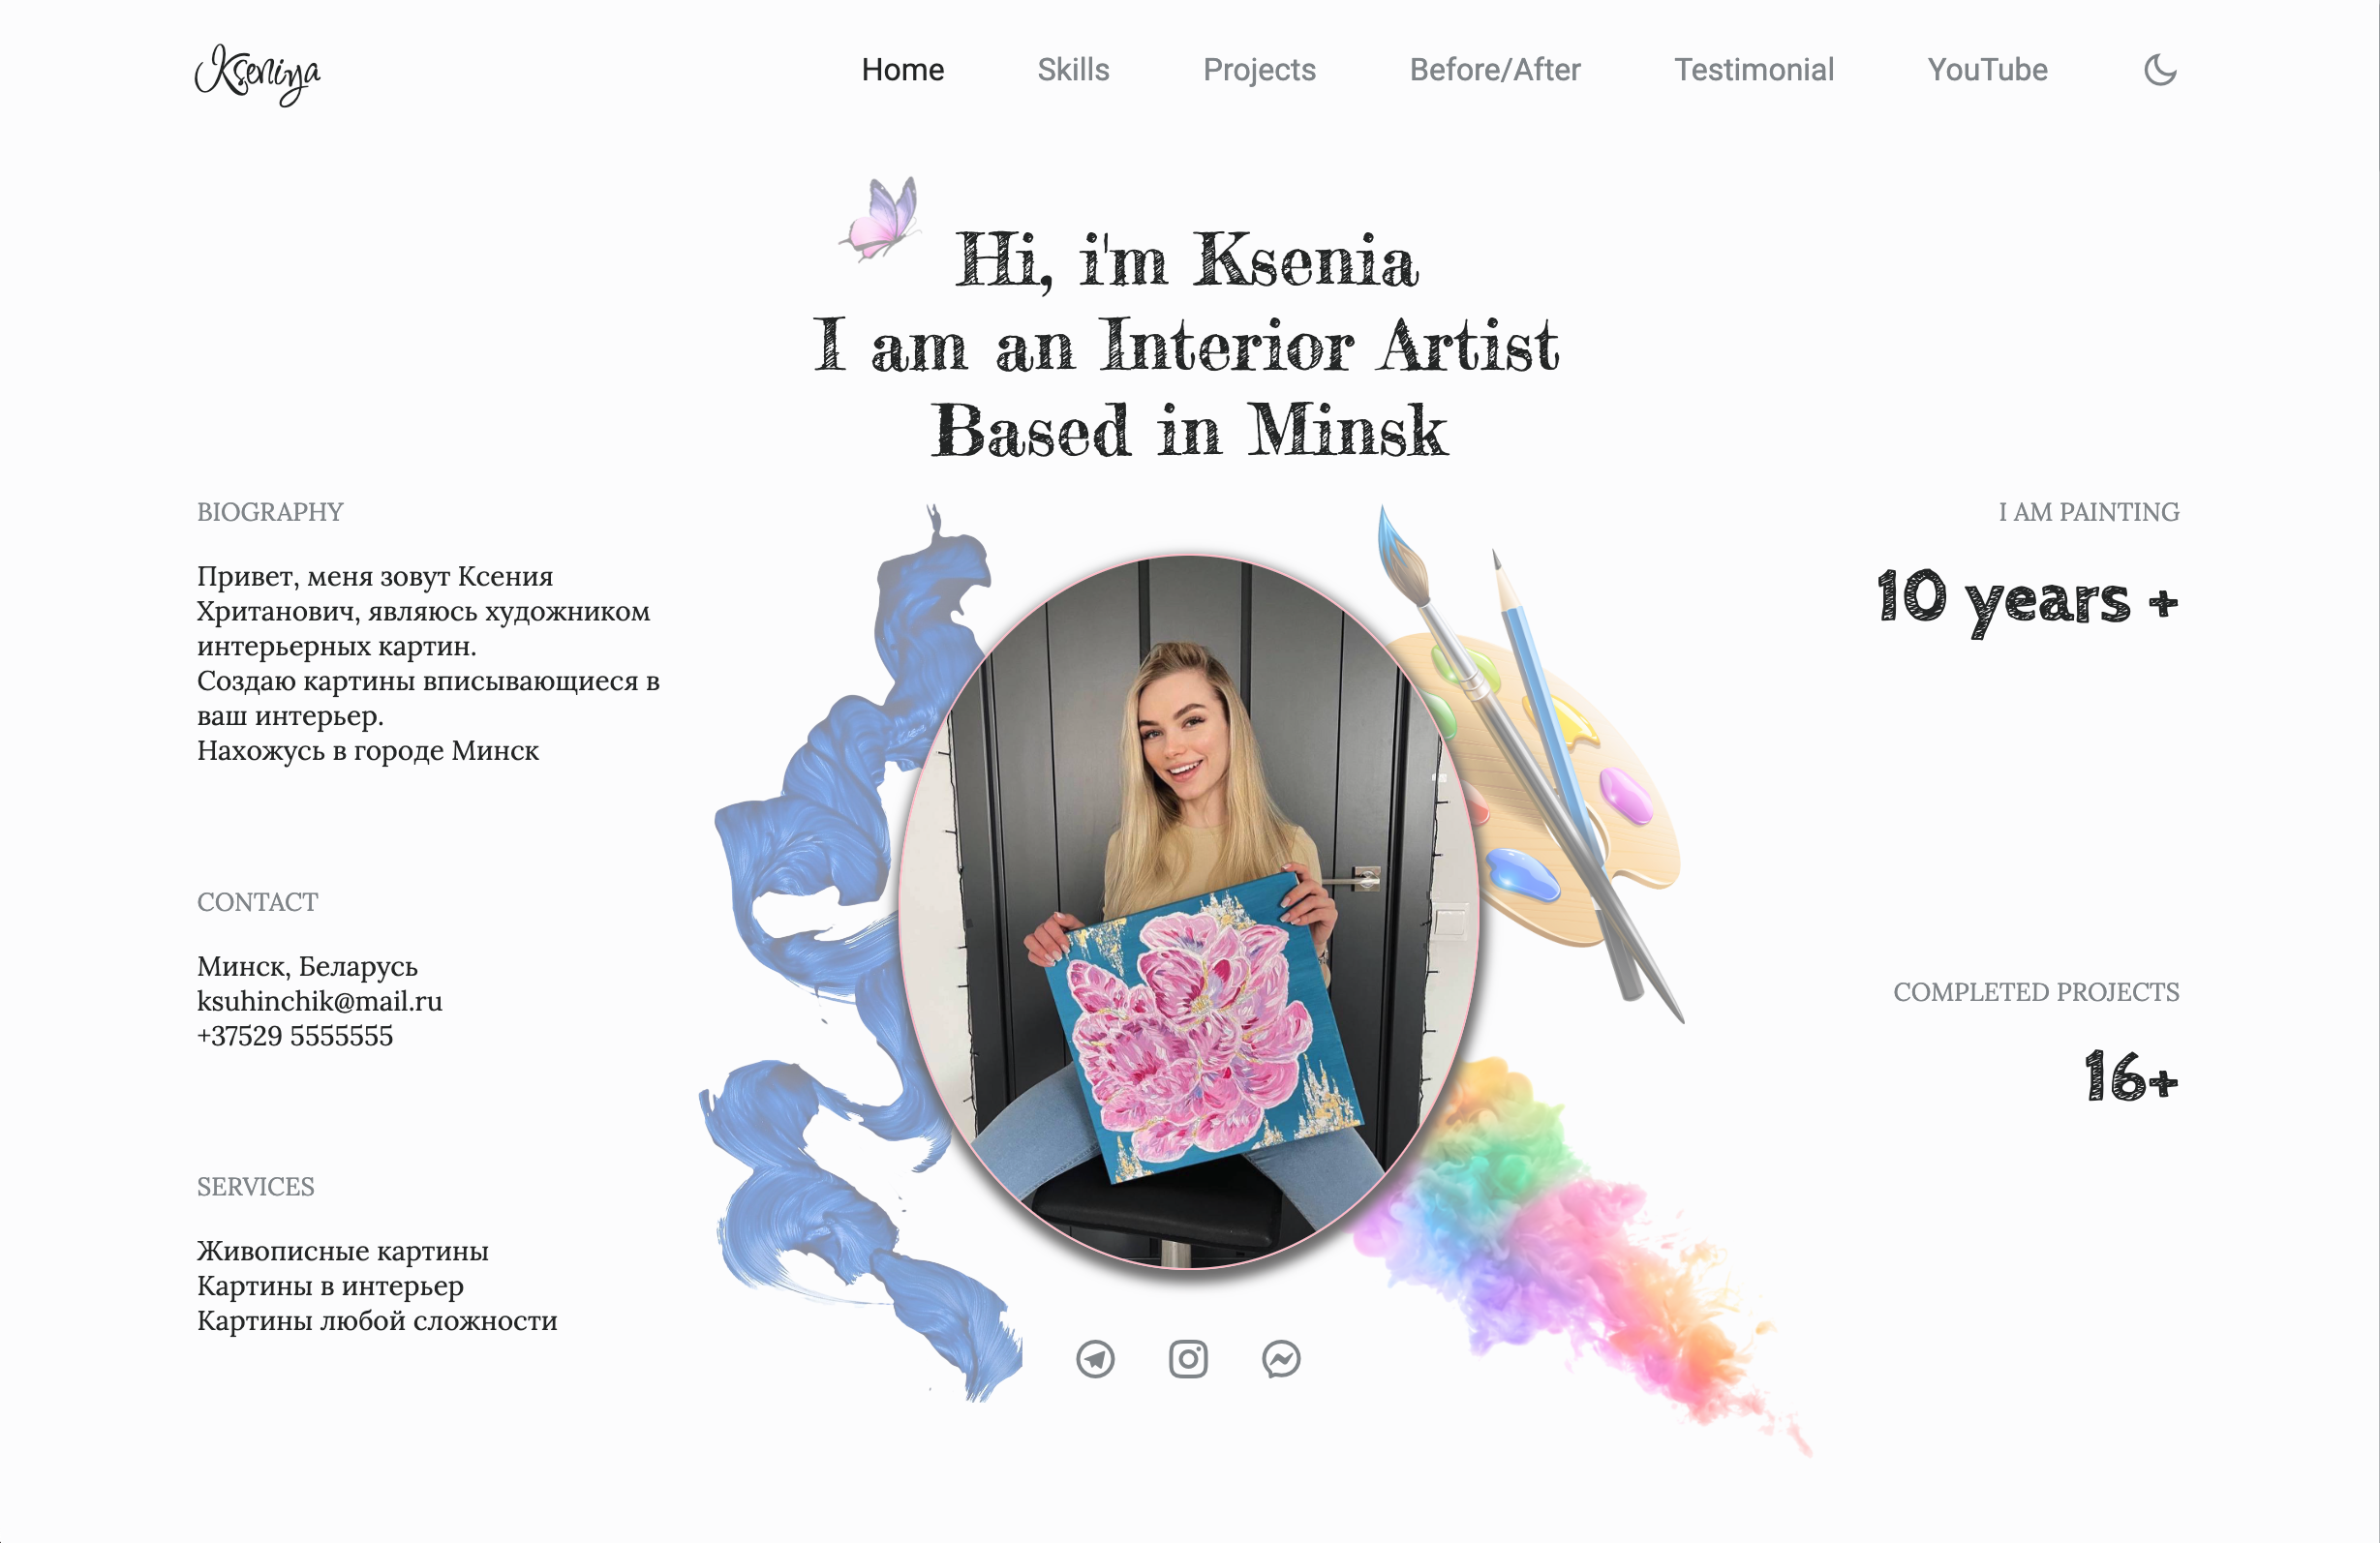 Kseniya
Home Skills Projects Before/After Testimonial YouTube
Hi, i'm Ksenia
I am an Interior Artist
Based in Minsk
BIOGRAPHY
Привет, меня зовут Ксения
Хританович, являюсь художником
интерьерных картин.
Создаю картины вписывающиеся в
ваш интерьер.
Нахожусь в городе Минск
CONTACT
Минск, Беларусь
ksuhinchik@mail.ru
+37529 5555555
SERVICES
Живописные картины
Картины в интерьер
Картины любой сложности
I AM PAINTING
10 years +
COMPLETED PROJECTS
16+